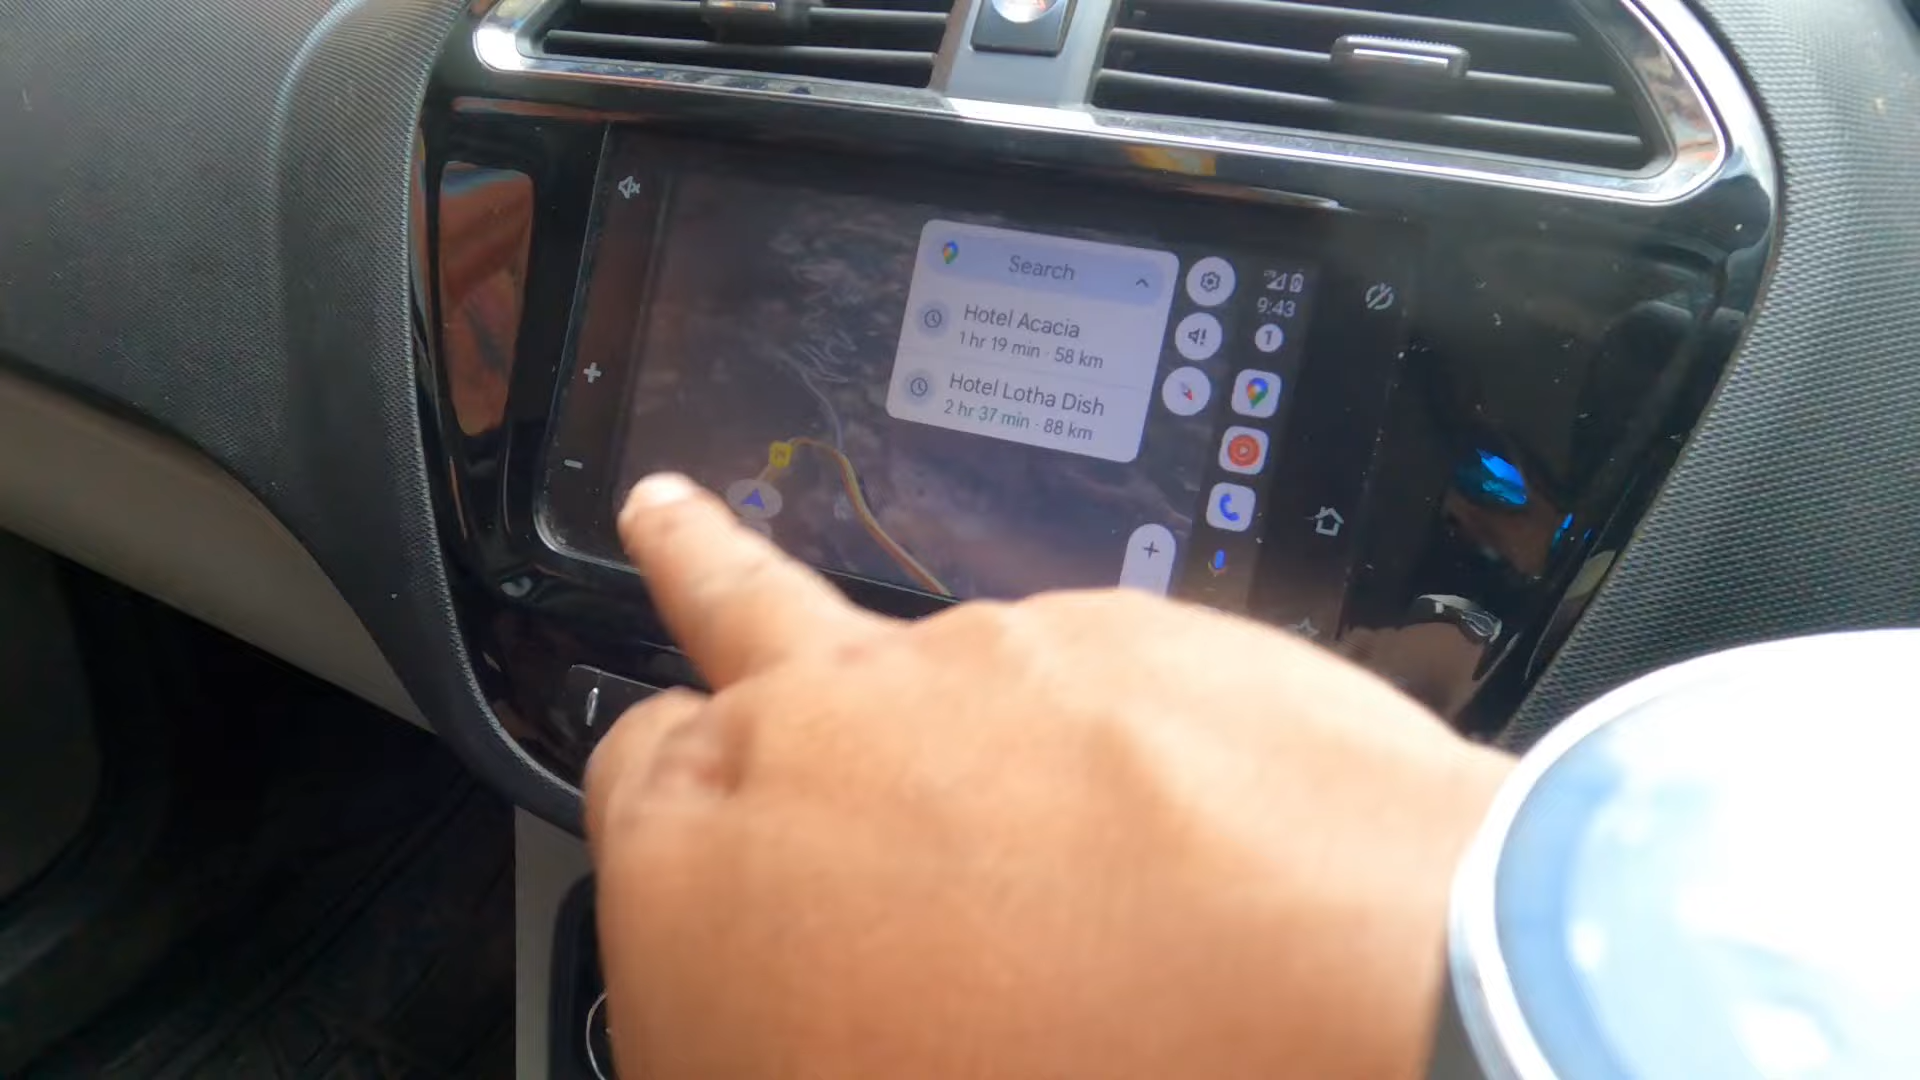 Search
Hotel Acacia
1 hr 19 min · 58 km
Hotel Lotha Dish
2 hr 37 min · 88 km
9:43
1